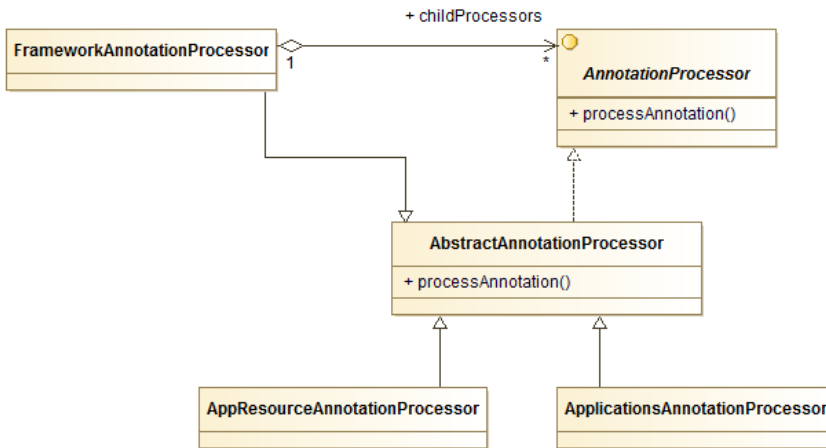 + childProcessors
FrameworkAnnotationProcessor
1
*
AnnotationProcessor
+ processAnnotation()
AbstractAnnotationProcessor
+ processAnnotation()
AppResourceAnnotationProcessor
ApplicationsAnnotationProcessor